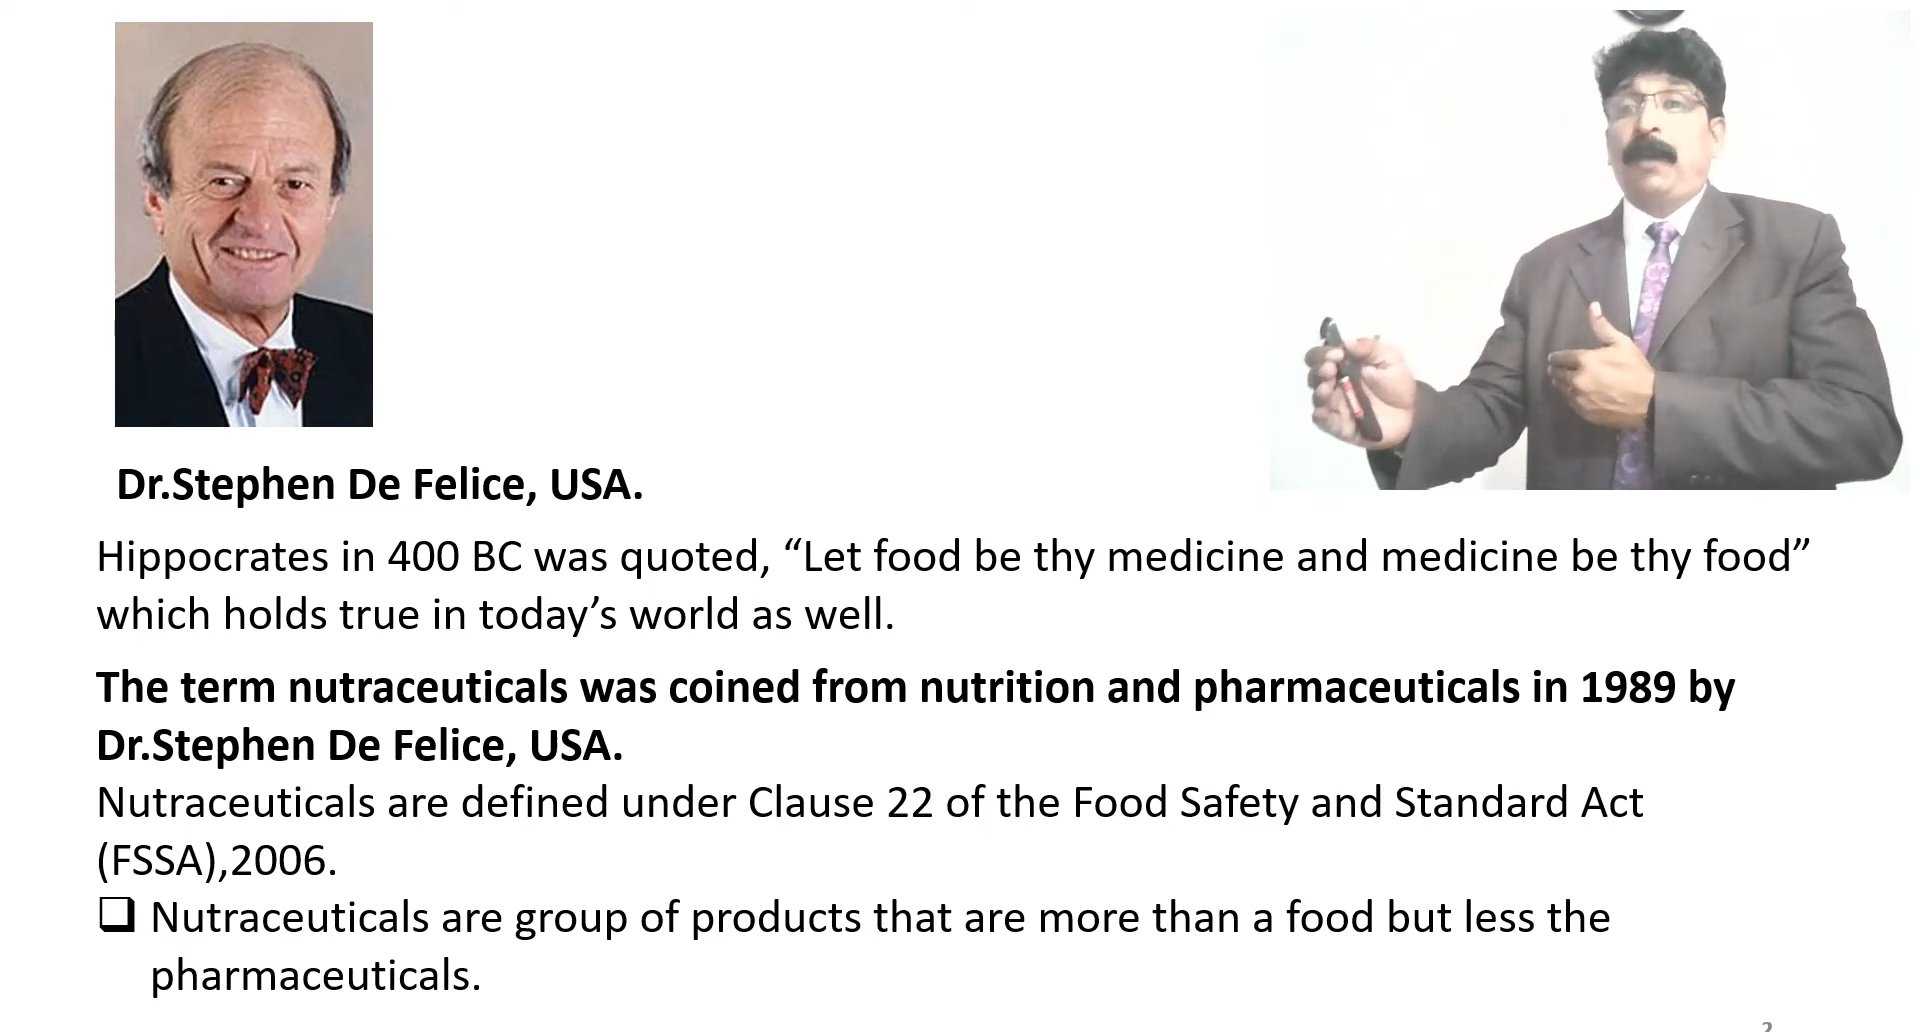 Dr.Stephen De Felice, USA.
Hippocrates in 400 BC was quoted, “Let food be thy medicine and medicine be thy food”
which holds true in today’s world as well.
The term nutraceuticals was coined from nutrition and pharmaceuticals in 1989 by
Dr.Stephen De Felice, USA.
Nutraceuticals are defined under Clause 22 of the Food Safety and Standard Act
(FSSA),2006.
❑ Nutraceuticals are group of products that are more than a food but less the
pharmaceuticals.
2